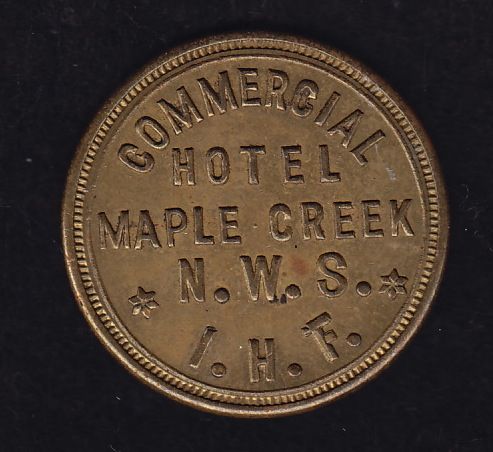 COMMERCIAL
HOTEL
MAPLE CREEK
N.W.S.
I.H.F.